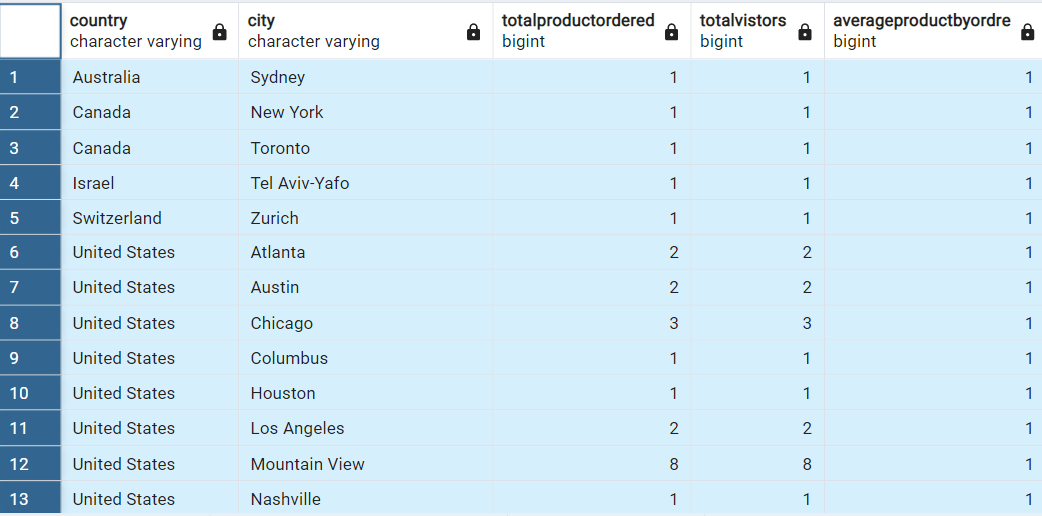 country city totalproductordered totalvistors averageproductbyordre
character varying character varying bigint bigint bigint
1 Australia Sydney 1 1 1
2 Canada New York 1 1 1
3 Canada Toronto 1 1 1
4 Israel Tel Aviv-Yafo 1 1 1
5 Switzerland Zurich 1 1 1
6 United States Atlanta 2 2 1
7 United States Austin 2 2 1
8 United States Chicago 3 3 1
9 United States Columbus 1 1 1
10 United States Houston 1 1 1
11 United States Los Angeles 2 2 1
12 United States Mountain View 8 8 1
13 United States Nashville 1 1 1